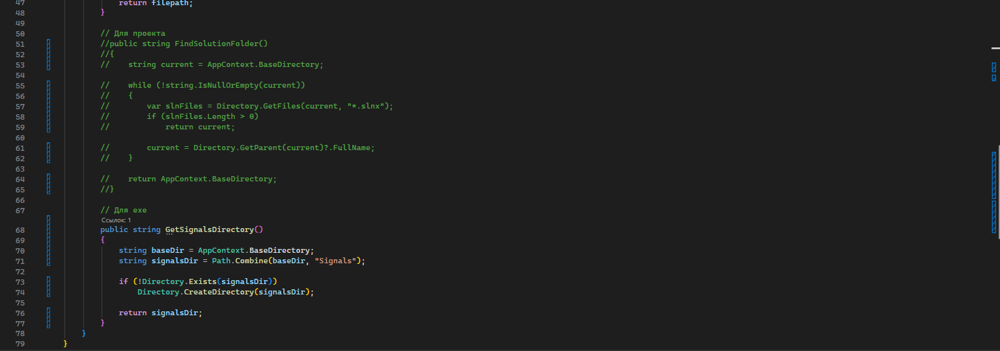 47 return filepath;
48 }
49
50 // Для проекта
51 //public string FindSolutionFolder()
52 //{
53 //    string current = AppContext.BaseDirectory;
54
55 //    while (!string.IsNullOrEmpty(current))
56 //    {
57 //        var slnFiles = Directory.GetFiles(current, "*.slnx");
58 //        if (slnFiles.Length > 0)
59 //            return current;
60
61 //        current = Directory.GetParent(current)?.FullName;
62 //    }
63
64 //    return AppContext.BaseDirectory;
65 //}
66
67 // Для exe
Ссылок: 1
68 public string GetSignalsDirectory()
69 {
70     string baseDir = AppContext.BaseDirectory;
71     string signalsDir = Path.Combine(baseDir, "Signals");
72
73     if (!Directory.Exists(signalsDir))
74         Directory.CreateDirectory(signalsDir);
75
76     return signalsDir;
77 }
78 }
79 }